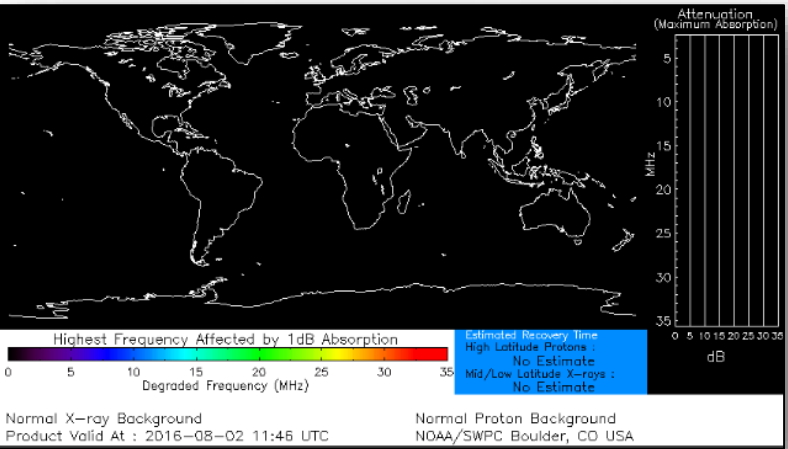 Attenuation
(Maximum Absorption)
5
10
15
20
25
30
35
MHz
0 5 10 15 20 25 30 35
dB
Highest Frequency Affected by 1dB Absorption
0 5 10 15 20 25 30 35
Degraded Frequency (MHz)
Estimated Recovery Time
High Latitude Protons :
No Estimate
Mid/Low Latitude X-rays :
No Estimate
Normal X-ray Background
Normal Proton Background
Product Valid At : 2016-08-02 11:46 UTC
NOAA/SWPC Boulder, CO USA